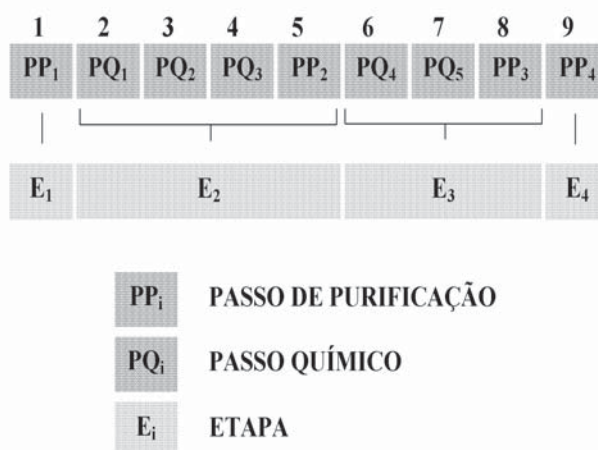 1 2 3 4 5 6 7 8 9
PP₁ PQ₁ PQ₂ PQ₃ PP₂ PQ₄ PQ₅ PP₃ PP₄
E₁ E₂ E₃ E₄
PPᵢ PASSO DE PURIFICAÇÃO
PQᵢ PASSO QUÍMICO
Eᵢ ETAPA